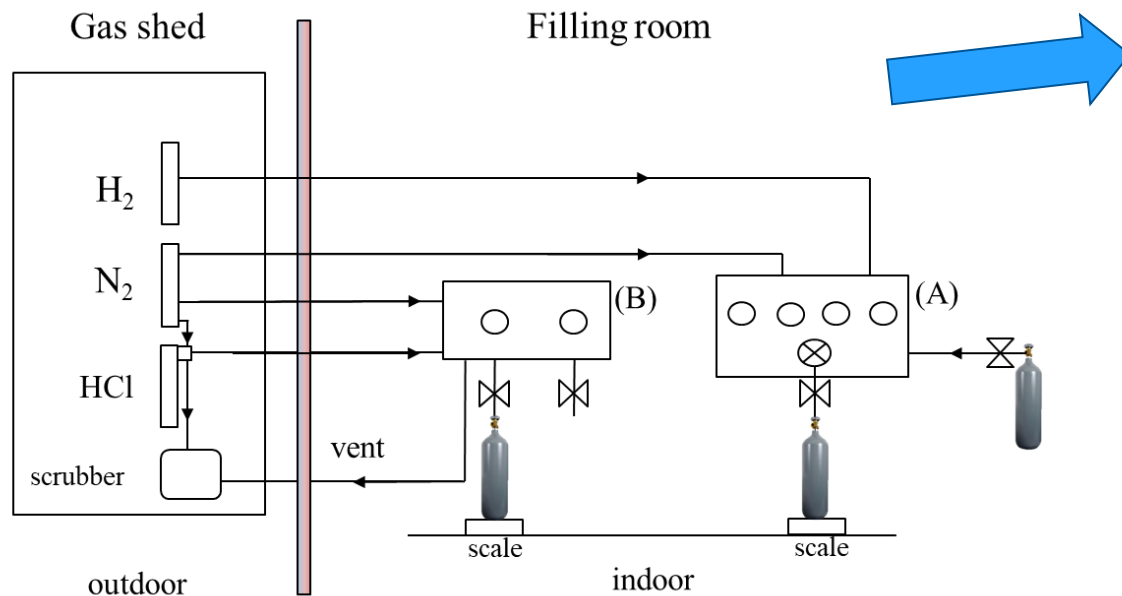 Gas shed
Filling room
H₂
N₂
(B)
(A)
HCl
vent
scrubber
scale
scale
outdoor
indoor